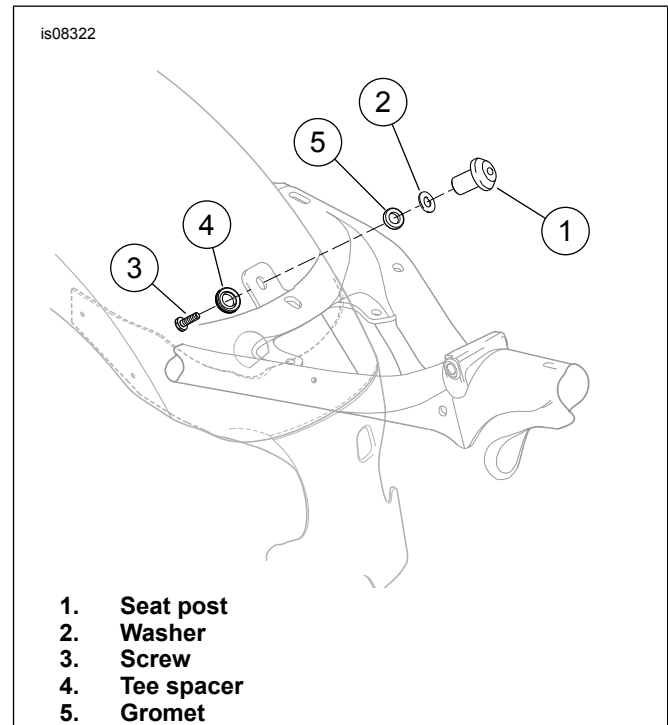 is08322
2
5
4
1
3
1. Seat post
2. Washer
3. Screw
4. Tee spacer
5. Gromet